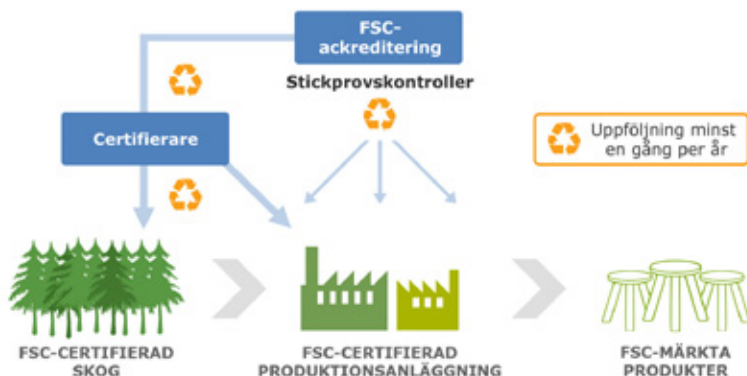 FSC-
ackreditering
Stickprovskontroller
Certifierare
Uppföljning minst
en gång per år
FSC-CERTIFIERAD
SKOG
FSC-CERTIFIERAD
PRODUKTIONSANLÄGGNING
FSC-MÄRKTA
PRODUKTER